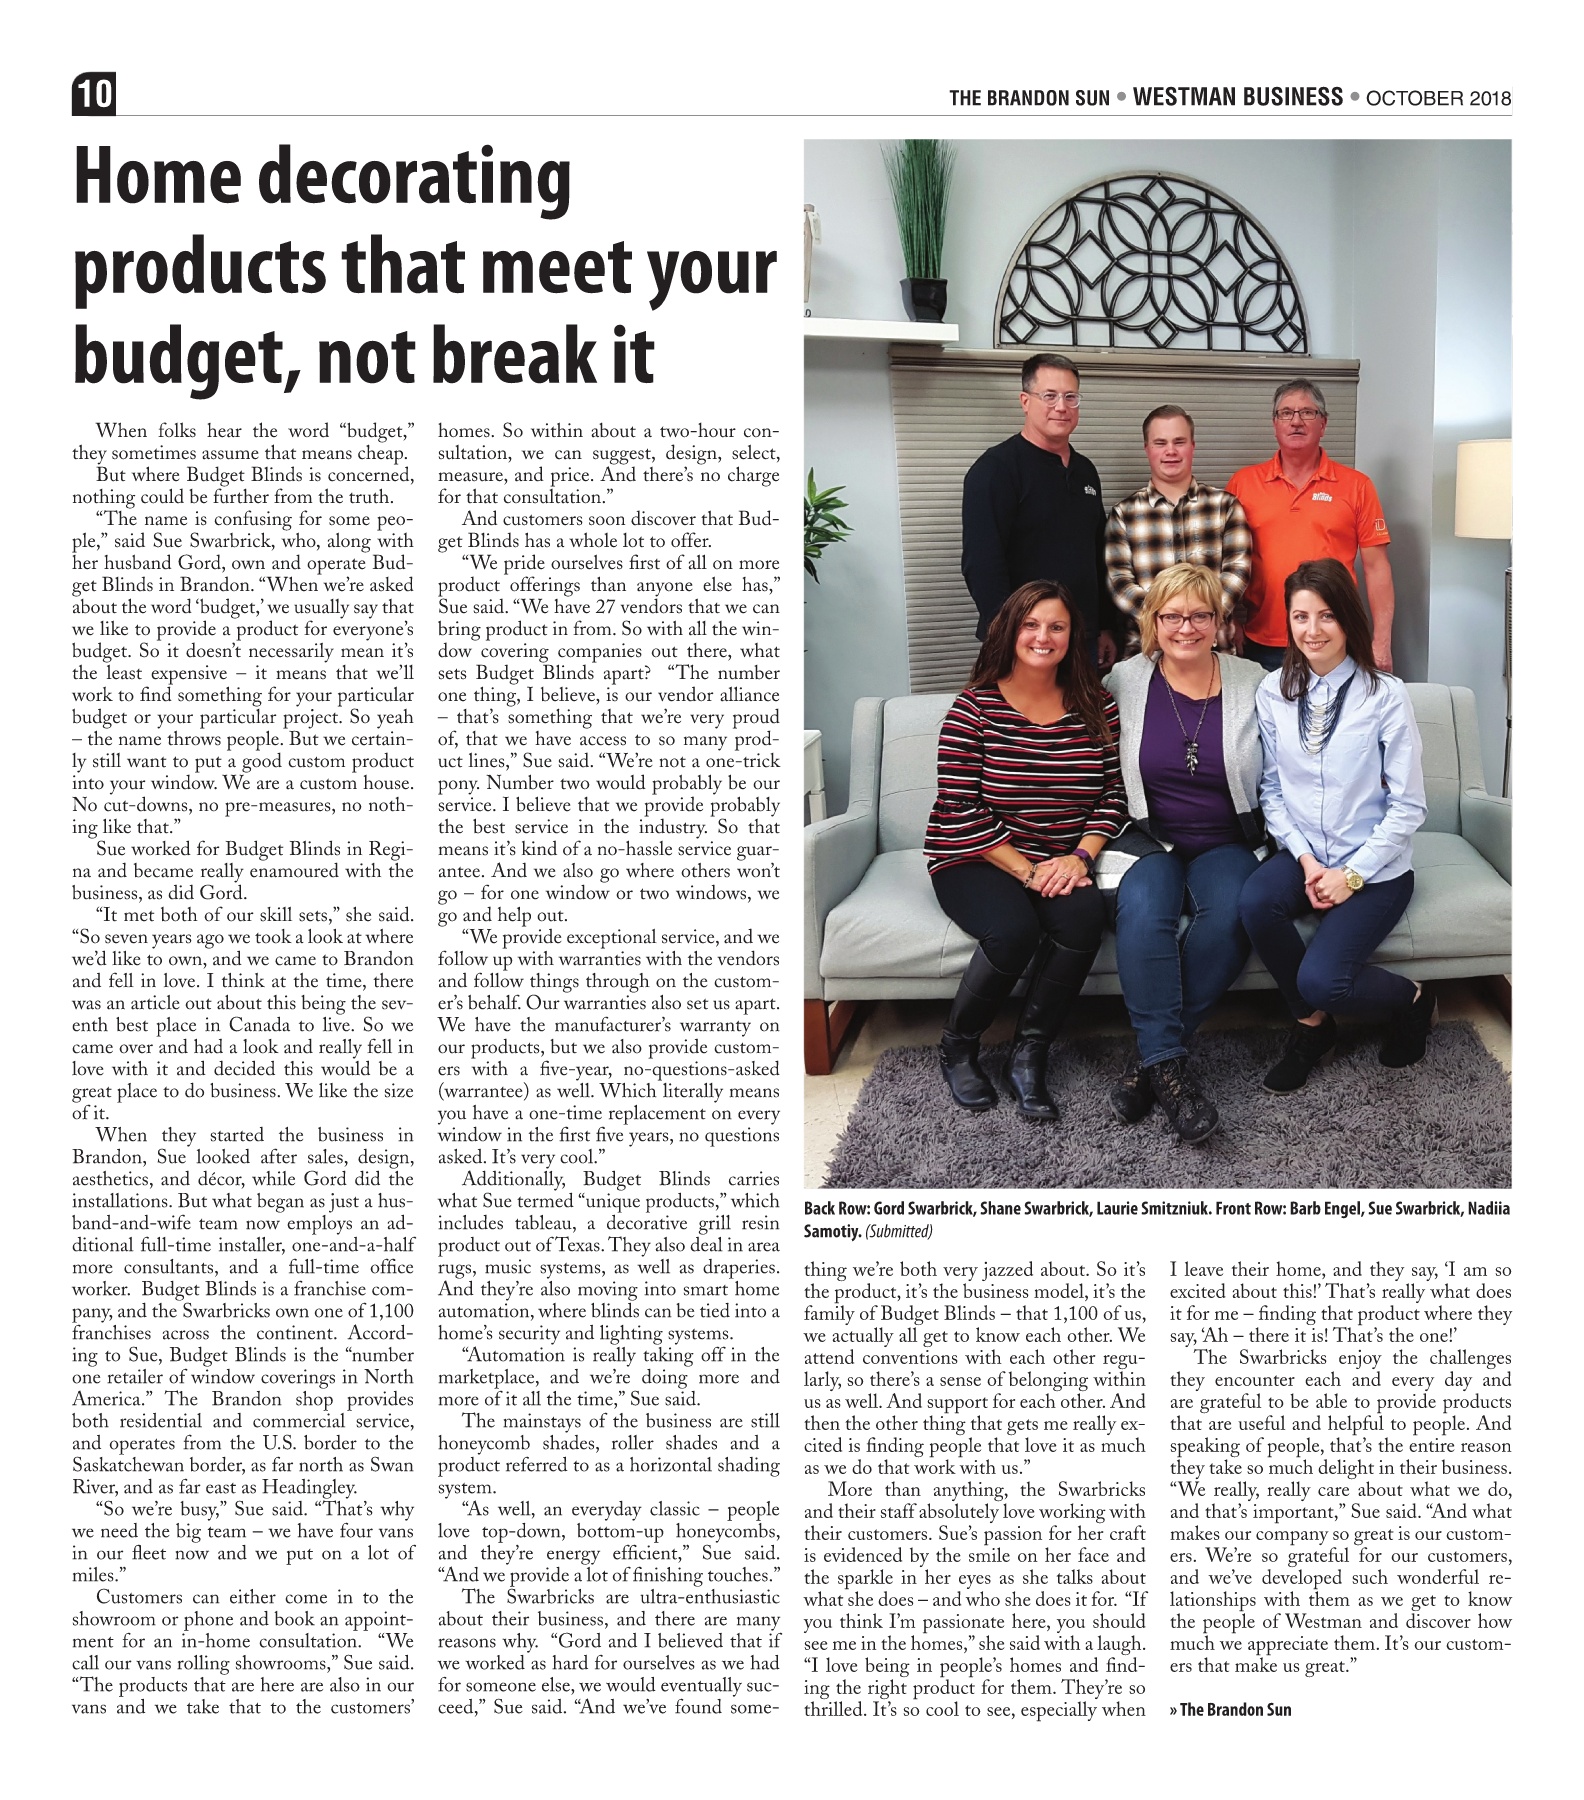 10
THE BRANDON SUN • WESTMAN BUSINESS • OCTOBER 2018
Home decorating
products that meet your
budget, not break it
When folks hear the word “budget,”
they sometimes assume that means cheap.
But where Budget Blinds is concerned,
nothing could be further from the truth.
“The name is confusing for some peo-
ple,” said Sue Swarbrick, who, along with
her husband Gord, own and operate Bud-
get Blinds in Brandon. “When we’re asked
about the word ‘budget,’ we usually say that
we like to provide a product for everyone’s
budget. So it doesn’t necessarily mean it’s
the least expensive – it means that we’ll
work to find something for your particular
budget or your particular project. So yeah
– the name throws people. But we certain-
ly still want to put a good custom product
into your window. We are a custom house.
No cut-downs, no pre-measures, no noth-
ing like that.”
Sue worked for Budget Blinds in Regi-
na and became really enamoured with the
business, as did Gord.
“It met both of our skill sets,” she said.
“So seven years ago we took a look at where
we’d like to own, and we came to Brandon
and fell in love. I think at the time, there
was an article out about this being the sev-
enth best place in Canada to live. So we
came over and had a look and really fell in
love with it and decided this would be a
great place to do business. We like the size
of it.
When they started the business in
Brandon, Sue looked after sales, design,
aesthetics, and décor, while Gord did the
installations. But what began as just a hus-
band-and-wife team now employs an ad-
ditional full-time installer, one-and-a-half
more consultants, and a full-time office
worker. Budget Blinds is a franchise com-
pany, and the Swarbricks own one of 1,100
franchises across the continent. Accord-
ing to Sue, Budget Blinds is the “number
one retailer of window coverings in North
America.” The Brandon shop provides
both residential and commercial service,
and operates from the U.S. border to the
Saskatchewan border, as far north as Swan
River, and as far east as Headingley.
“So we’re busy,” Sue said. “That’s why
we need the big team – we have four vans
in our fleet now and we put on a lot of
miles.”
Customers can either come in to the
showroom or phone and book an appoint-
ment for an in-home consultation. “We
call our vans rolling showrooms,” Sue said.
“The products that are here are also in our
vans and we take that to the customers’
homes. So within about a two-hour con-
sultation, we can suggest, design, select,
measure, and price. And there’s no charge
for that consultation.”
And customers soon discover that Bud-
get Blinds has a whole lot to offer.
“We pride ourselves first of all on more
product offerings than anyone else has,”
Sue said. “We have 27 vendors that we can
bring product in from. So with all the win-
dow covering companies out there, what
sets Budget Blinds apart? “The number
one thing, I believe, is our vendor alliance
– that’s something that we’re very proud
of, that we have access to so many prod-
uct lines,” Sue said. “We’re not a one-trick
pony. Number two would probably be our
service. I believe that we provide probably
the best service in the industry. So that
means it’s kind of a no-hassle service guar-
antee. And we also go where others won’t
go – for one window or two windows, we
go and help out.
“We provide exceptional service, and we
follow up with warranties with the vendors
and follow things through on the custom-
er’s behalf. Our warranties also set us apart.
We have the manufacturer’s warranty on
our products, but we also provide custom-
ers with a five-year, no-questions-asked
(warrantee) as well. Which literally means
you have a one-time replacement on every
window in the first five years, no questions
asked. It’s very cool.”
Additionally, Budget Blinds carries
what Sue termed “unique products,” which
includes tableau, a decorative grill resin
product out of Texas. They also deal in area
rugs, music systems, as well as draperies.
And they’re also moving into smart home
automation, where blinds can be tied into a
home’s security and lighting systems.
“Automation is really taking off in the
marketplace, and we’re doing more and
more of it all the time,” Sue said.
The mainstays of the business are still
honeycomb shades, roller shades and a
product referred to as a horizontal shading
system.
“As well, an everyday classic – people
love top-down, bottom-up honeycombs,
and they’re energy efficient,” Sue said.
“And we provide a lot of finishing touches.”
The Swarbricks are ultra-enthusiastic
about their business, and there are many
reasons why. “Gord and I believed that if
we worked as hard for ourselves as we had
for someone else, we would eventually suc-
ceed,” Sue said. “And we’ve found some-
Blinds
Back Row: Gord Swarbrick, Shane Swarbrick, Laurie Smitzniuk. Front Row: Barb Engel, Sue Swarbrick, Nadiia
Samotiy. (Submitted)
thing we’re both very jazzed about. So it’s
the product, it’s the business model, it’s the
family of Budget Blinds – that 1,100 of us,
we actually all get to know each other. We
attend conventions with each other regu-
larly, so there’s a sense of belonging within
us as well. And support for each other. And
then the other thing that gets me really ex-
cited is finding people that love it as much
as we do that work with us.”
More than anything, the Swarbricks
and their staff absolutely love working with
their customers. Sue’s passion for her craft
is evidenced by the smile on her face and
the sparkle in her eyes as she talks about
what she does – and who she does it for. “If
you think I’m passionate here, you should
see me in the homes,” she said with a laugh.
“I love being in people’s homes and find-
ing the right product for them. They’re so
thrilled. It’s so cool to see, especially when
I leave their home, and they say, ‘I am so
excited about this!’ That’s really what does
it for me – finding that product where they
say, ‘Ah – there it is! That’s the one!’
The Swarbricks enjoy the challenges
they encounter each and every day and
are grateful to be able to provide products
that are useful and helpful to people. And
speaking of people, that’s the entire reason
they take so much delight in their business.
“We really, really care about what we do,
and that’s important,” Sue said. “And what
makes our company so great is our custom-
ers. We’re so grateful for our customers,
and we’ve developed such wonderful re-
lationships with them as we get to know
the people of Westman and discover how
much we appreciate them. It’s our custom-
ers that make us great.”
» The Brandon Sun